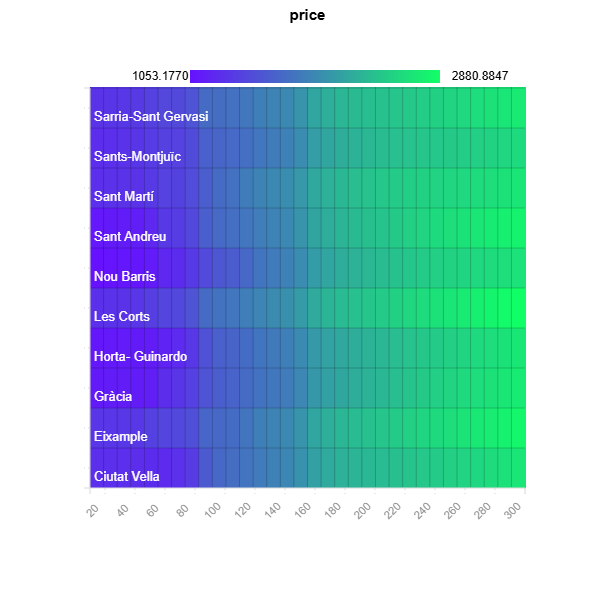 price
1053.1770 2880.8847
Sarria-Sant Gervasi
Sants-Montjuïc
Sant Martí
Sant Andreu
Nou Barris
Les Corts
Horta- Guinardo
Gràcia
Eixample
Ciutat Vella
20 40 60 80 100 120 140 160 180 200 220 240 260 280 300